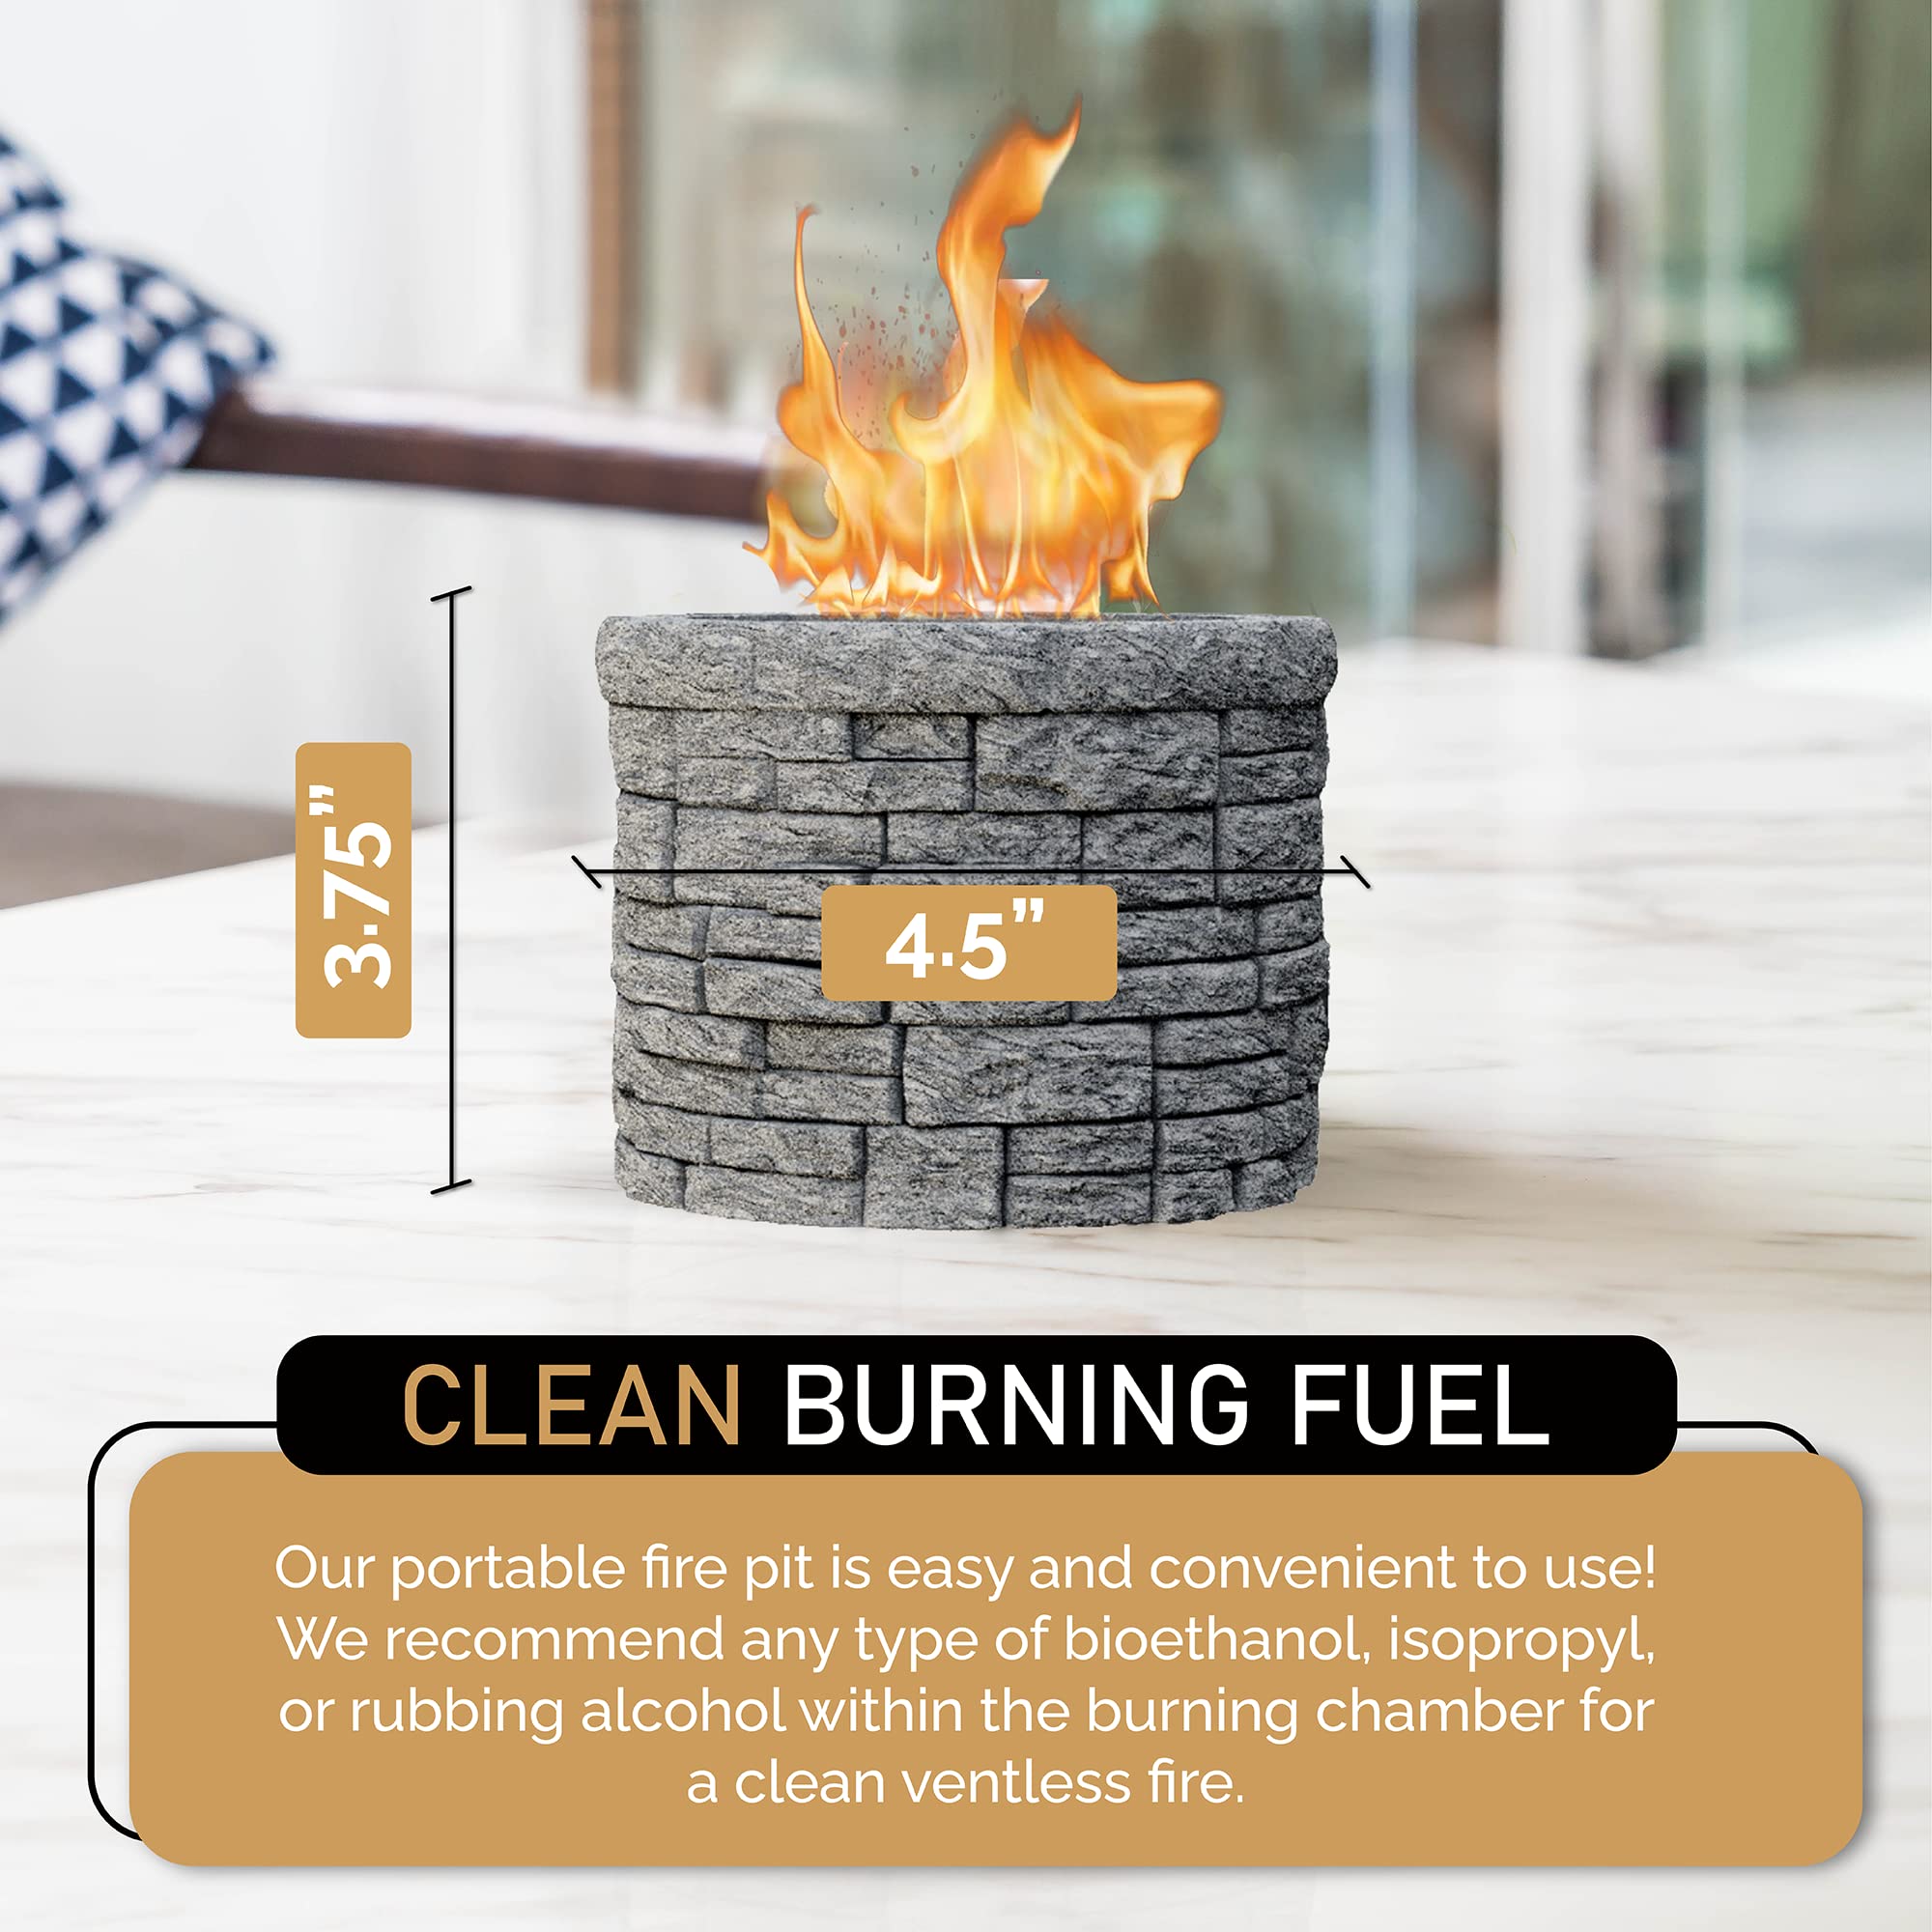 3.75”
4.5”
CLEAN BURNING FUEL
Our portable fire pit is easy and convenient to use!
We recommend any type of bioethanol, isopropyl,
or rubbing alcohol within the burning chamber for
a clean ventless fire.